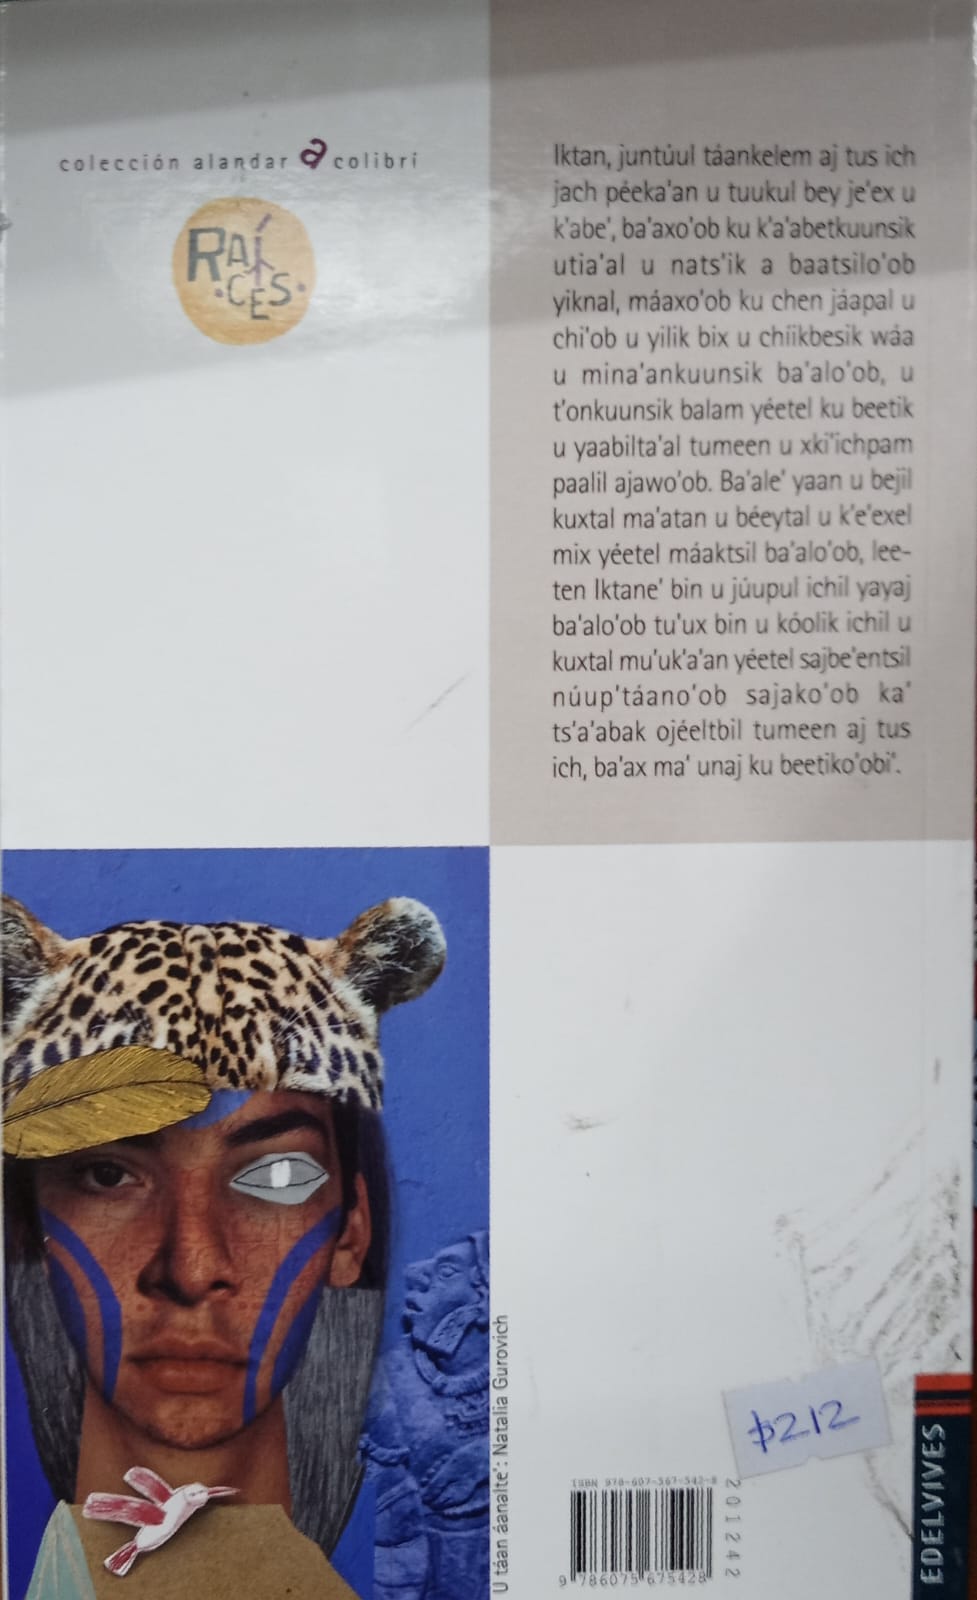 colección alandar a colibrí
RAÍ
·CES·
Iktan, juntúul táankelem aj tus ich
jach péeka'an u tuukul bey je'ex u
k'abe', ba'axo'ob ku k'a'abetkuunsik
utia'al u nats'ik a baatsilo'ob
yiknal, máaxo'ob ku chen jáapal u
chi'ob u yilik bix u chíikbesik wáa
u mina'ankuunsik ba'alo'ob, u
t'onkuunsik balam yéetel ku beetik
u yaabilta'al tumeen u xki'ichpam
paalil ajawo'ob. Ba'ale' yaan u bejil
kuxtal ma'atan u béeytal u k'e'exel
mix yéetel máaktsil ba'alo'ob, lee-
ten Iktane' bin u júupul ichil yayaj
ba'alo'ob tu'ux bin u kóolik ichil u
kuxtal mu'uk'a'an yéetel sajbe'entsil
núup'táano'ob sajako'ob ka'
ts'a'abak ojéeltbil tumeen aj tus
ich, ba'ax ma' unaj ku beetiko'obi'.
U táan áanalte': Natalia Gurovich
$212
ISBN 978-607-567-542-8
9 786075 675428
201242
EDELVIVES